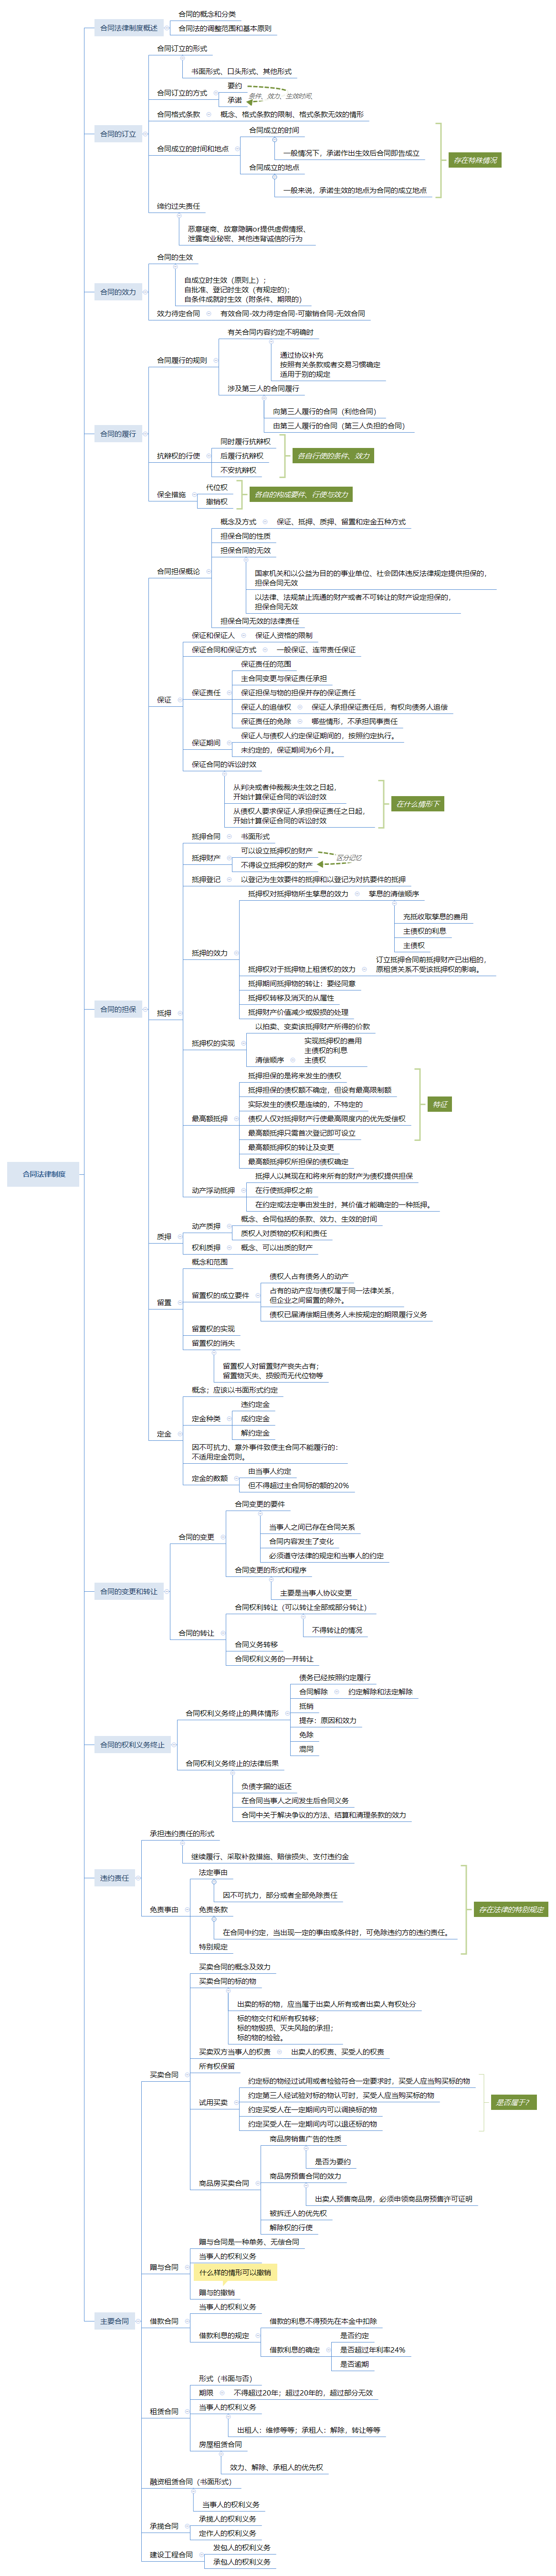 合同法律制度
合同法律制度概述
合同的概念和分类
合同法的调整范围和基本原则
合同的订立
合同订立的形式
书面形式、口头形式、其他形式
合同订立的方式
要约
承诺
条件、效力、生效时间、
合同格式条款
概念、格式条款的限制、格式条款无效的情形
合同成立的时间和地点
合同成立的时间
一般情况下，承诺作出生效后合同即告成立
合同成立的地点
一般来说，承诺生效的地点为合同的成立地点
存在特殊情况
缔约过失责任
恶意磋商、故意隐瞒or提供虚假情报、
泄露商业秘密、其他违背诚信的行为
合同的效力
合同的生效
自成立时生效（原则上）；
自批准、登记时生效（有规定的)；
自条件成就时生效（附条件、期限的）
效力待定合同
有效合同-效力待定合同-可撤销合同-无效合同
合同的履行
合同履行的规则
有关合同内容约定不明确时
通过协议补充
按照有关条款或者交易习惯确定
适用于别的规定
涉及第三人的合同履行
向第三人履行的合同（利他合同）
由第三人履行的合同（第三人负担的合同）
抗辩权的行使
同时履行抗辩权
后履行抗辩权
不安抗辩权
各自行使的条件、效力
保全措施
代位权
撤销权
各自的构成要件、行使与效力
合同的担保
合同担保概论
概念及方式
保证、抵押、质押、留置和定金五种方式
担保合同的性质
担保合同的无效
国家机关和以公益为目的的事业单位、社会团体违反法律规定提供担保的，
担保合同无效
以法律、法规禁止流通的财产或者不可转让的财产设定担保的，
担保合同无效
担保合同无效的法律责任
保证
保证和保证人
保证人资格的限制
保证合同和保证方式
一般保证、连带责任保证
保证责任
保证责任的范围
主合同变更与保证责任承担
保证担保与物的担保并存的保证责任
保证人的追偿权
保证人承担保证责任后，有权向债务人追偿
保证责任的免除
哪些情形，不承担民事责任
保证期间
保证人与债权人约定保证期间的，按照约定执行。
未约定的，保证期间为6个月。
保证合同的诉讼时效
从判决或者仲裁裁决生效之日起，
开始计算保证合同的诉讼时效
从债权人要求保证人承担保证责任之日起，
开始计算保证合同的诉讼时效
在什么情形下
抵押
抵押合同
书面形式
抵押财产
可以设立抵押权的财产
不得设立抵押权的财产
区分记忆
抵押登记
以登记为生效要件的抵押和以登记为对抗要件的抵押
抵押的效力
抵押权对抵押物所生孳息的效力
孳息的清偿顺序
充抵收取孳息的费用
主债权的利息
主债权
抵押权对于抵押物上租赁权的效力
订立抵押合同前抵押财产已出租的，
原租赁关系不受该抵押权的影响。
抵押期间抵押物的转让：要经同意
抵押权转移及消灭的从属性
抵押财产价值减少或毁损的处理
抵押权的实现
以拍卖、变卖该抵押财产所得的价款
清偿顺序
实现抵押权的费用
主债权的利息
主债权
最高额抵押
抵押担保的是将来发生的债权
抵押担保的债权额不确定，但设有最高限制额
实际发生的债权是连续的，不特定的
债权人仅对抵押财产行使最高限度内的优先受偿权
最高额抵押只需首次登记即可设立
最高额抵押权的转让及变更
最高额抵押权所担保的债权确定
特征
动产浮动抵押
抵押人以其现在和将来所有的财产为债权提供担保
在行使抵押权之前
在约定或法定事由发生时，其价值才能确定的一种抵押。
质押
动产质押
概念、合同包括的条款、效力、生效的时间
质权人对质物的权利和责任
权利质押
概念、可以出质的财产
留置
概念和范围
留置权的成立要件
债权人占有债务人的动产
占有的动产应与债权属于同一法律关系，
但企业之间留置的除外。
债权已届清偿期且债务人未按规定的期限履行义务
留置权的实现
留置权的消失
留置权人对留置财产丧失占有；
留置物灭失、损毁而无代位物等
定金
概念；应该以书面形式约定
定金种类
违约定金
成约定金
解约定金
因不可抗力、意外事件致使主合同不能履行的：
不适用定金罚则。
定金的数额
由当事人约定
但不得超过主合同标的额的20%
合同的变更和转让
合同的变更
合同变更的要件
当事人之间已存在合同关系
合同内容发生了变化
必须遵守法律的规定和当事人的约定
合同变更的形式和程序
主要是当事人协议变更
合同的转让
合同权利转让（可以转让全部或部分转让）
不得转让的情况
合同义务转移
合同权利义务的一并转让
合同的权利义务终止
合同权利义务终止的具体情形
债务已经按照约定履行
合同解除
约定解除和法定解除
抵销
提存：原因和效力
免除
混同
合同权利义务终止的法律后果
负债字据的返还
在合同当事人之间发生后合同义务
合同中关于解决争议的方法、结算和清理条款的效力
违约责任
承担违约责任的形式
继续履行、采取补救措施、赔偿损失、支付违约金
免责事由
法定事由
因不可抗力，部分或者全部免除责任
免责条款
在合同中约定，当出现一定的事由或条件时，可免除违约方的违约责任。
特别规定
存在法律的特别规定
主要合同
买卖合同
买卖合同的概念及效力
买卖合同的标的物
出卖的标的物，应当属于出卖人所有或者出卖人有权处分
标的物交付和所有权转移；
标的物毁损、灭失风险的承担；
标的物的检验。
买卖双方当事人的权责
出卖人的权责、买受人的权责
所有权保留
试用买卖
约定标的物经过试用或者检验符合一定要求时，买受人应当购买标的物
约定第三人经试验对标的物认可时，买受人应当购买标的物
约定买受人在一定期间内可以调换标的物
约定买受人在一定期间内可以退还标的物
是否属于？
商品房买卖合同
商品房销售广告的性质
是否为要约
商品房预售合同的效力
出卖人预售商品房，必须申领商品房预售许可证明
被拆迁人的优先权
解除权的行使
赠与合同
赠与合同是一种单务、无偿合同
当事人的权利义务
什么样的情形可以撤销
赠与的撤销
借款合同
当事人的权利义务
借款利息的规定
借款的利息不得预先在本金中扣除
借款利息的确定
是否约定
是否超过年利率24%
是否逾期
租赁合同
形式（书面与否）
期限
不得超过20年；超过20年的，超过部分无效
当事人的权利义务
出租人：维修等等；承租人：解除，转让等等
房屋租赁合同
效力、解除、承租人的优先权
融资租赁合同（书面形式）
当事人的权利义务
承揽合同
承揽人的权利义务
定作人的权利义务
建设工程合同
发包人的权利义务
承包人的权利义务